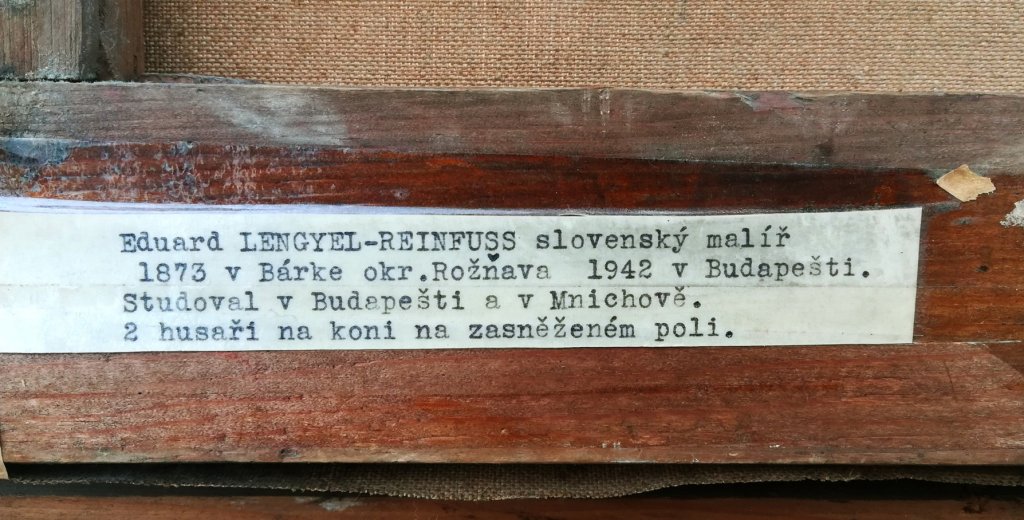 Eduard LENGYEL-REINFUSS slovenský malíř
1873 v Bárke okr.Rožňava 1942 v Budapešti.
Studoval v Budapešti a v Mnichově.
2 husaři na koni na zasněženém poli.